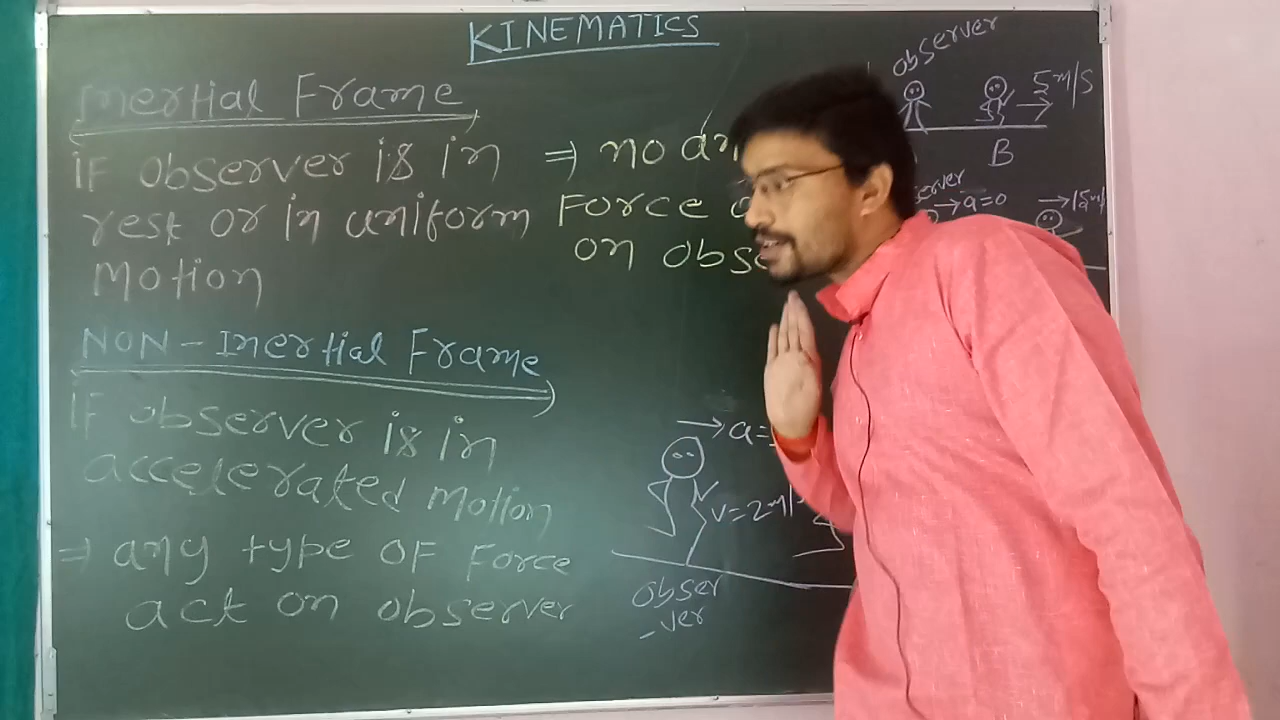 KINEMATICS
Inertial Frame
IF observer is in
rest or in uniform
motion
⇒ no
Force
on
NON-Inertial Frame
IF observer is in
accelerated motion
⇒ any type OF Force
act on observer
observer
5m/s
B
→a=0
→a=
v=2m/
obser
-ver